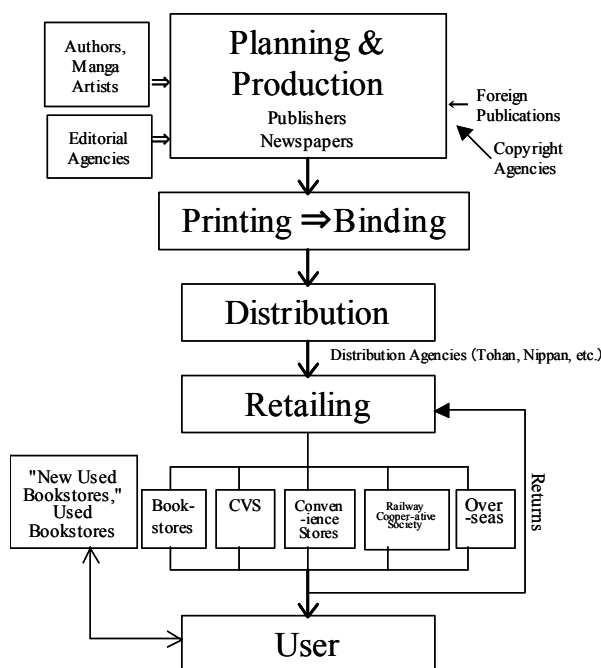 Authors,
Manga
Artists
⇒
Editorial
Agencies
⇒
Planning &
Production
Publishers
Newspapers
Foreign
Publications
Copyright
Agencies
Printing ⇒ Binding
Distribution
Distribution Agencies (Tohan, Nippan, etc.)
Retailing
"New Used
Bookstores,"
Used
Bookstores
Book-
stores
CVS
Conven
-ience
Stores
Railway
Cooper-ative
Society
Over
-seas
Returns
User